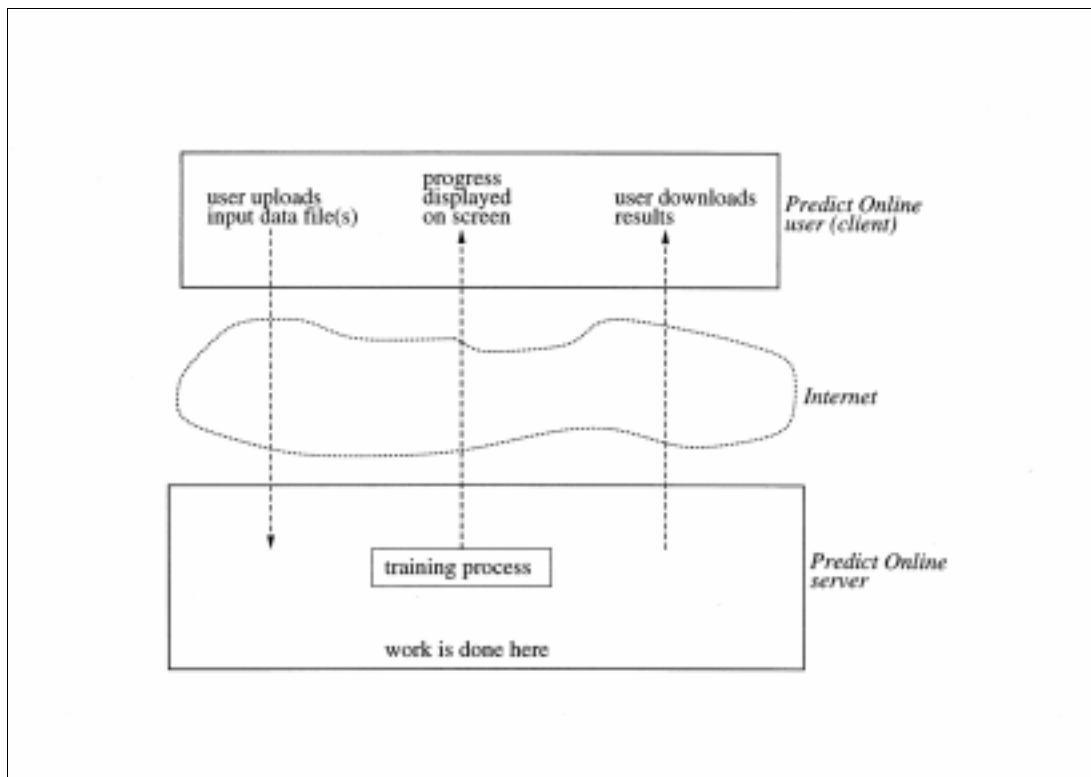 user uploads
input data file(s)
progress
displayed
on screen
user downloads
results
Predict Online
user (client)
Internet
training process
Predict Online
server
work is done here